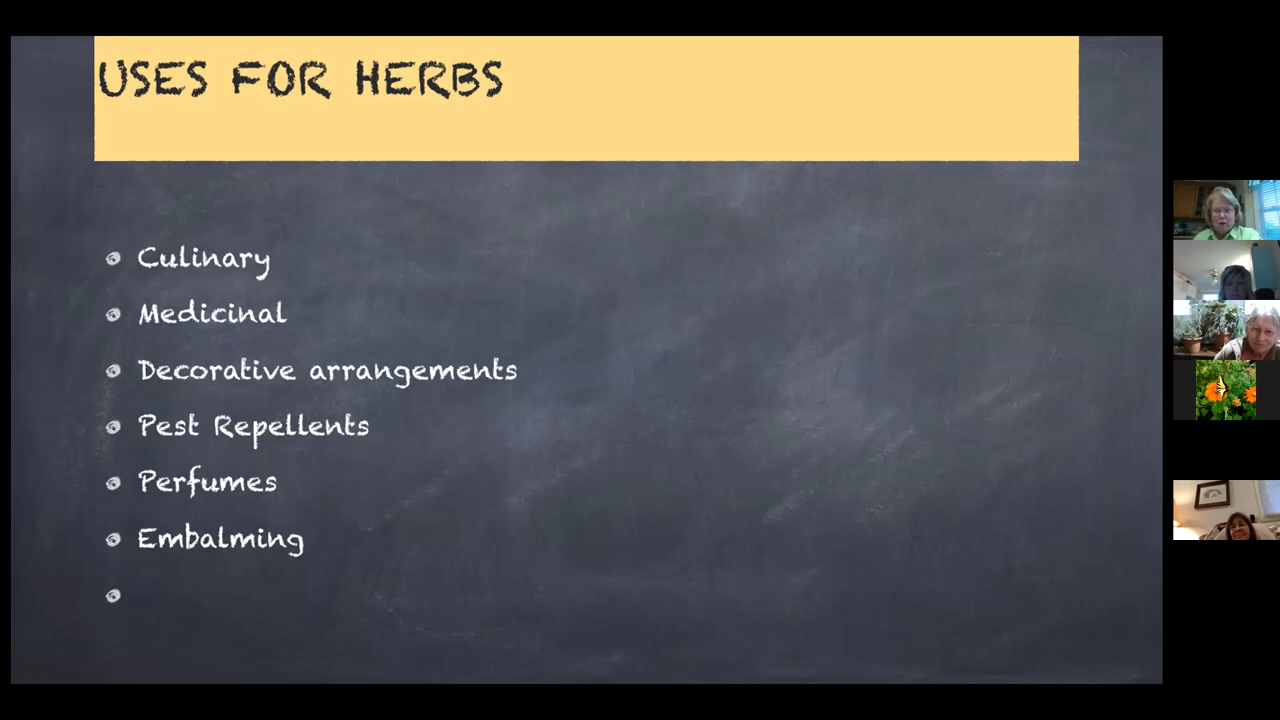 USES FOR HERBS
Culinary
Medicinal
Decorative arrangements
Pest Repellents
Perfumes
Embalming